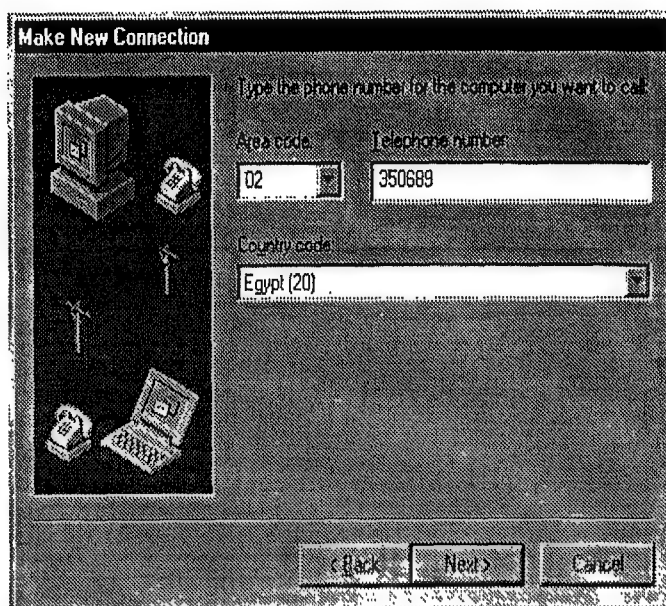 Make New Connection
Type the phone number for the computer you want to call:
Area code: Telephone number:
02 350689
Country code:
Egypt (20)
< Back Next > Cancel